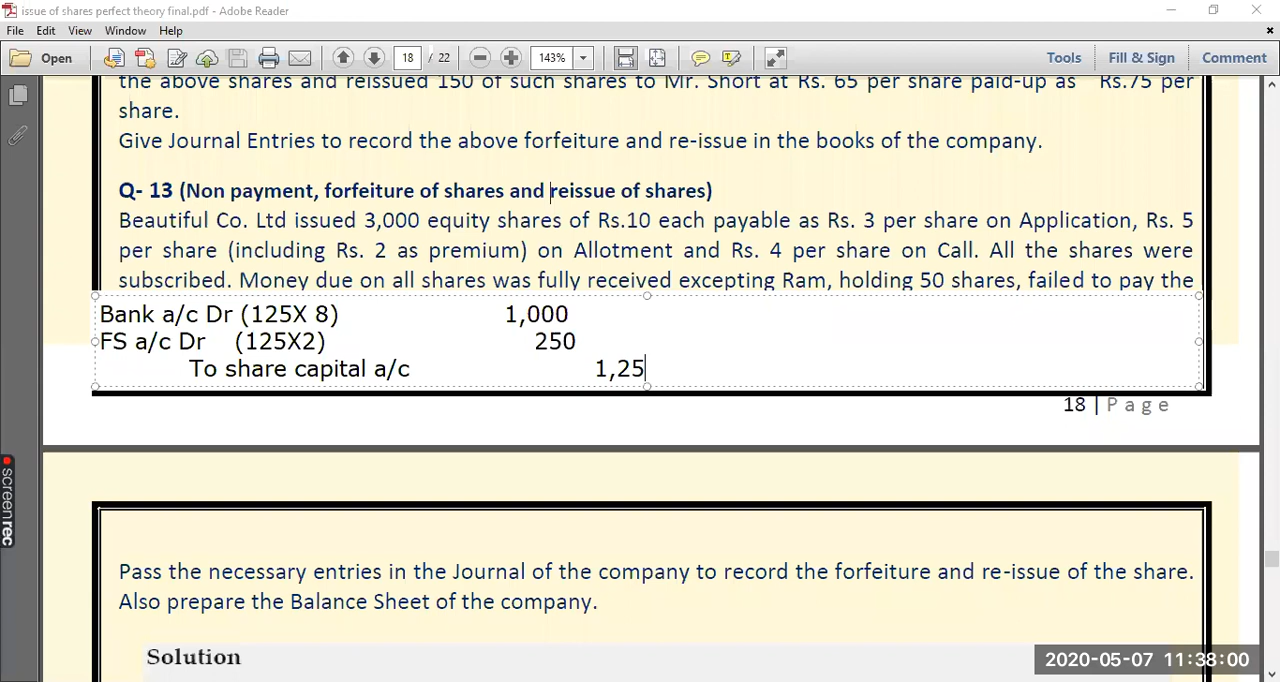 issue of shares perfect theory final.pdf - Adobe Reader
File Edit View Window Help
Open 18 / 22 143% Tools Fill & Sign Comment
the above shares and reissued 150 of such shares to Mr. Short at Rs. 65 per share paid-up as Rs.75 per
share.
Give Journal Entries to record the above forfeiture and re-issue in the books of the company.
Q- 13 (Non payment, forfeiture of shares and reissue of shares)
Beautiful Co. Ltd issued 3,000 equity shares of Rs.10 each payable as Rs. 3 per share on Application, Rs. 5
per share (including Rs. 2 as premium) on Allotment and Rs. 4 per share on Call. All the shares were
subscribed. Money due on all shares was fully received excepting Ram, holding 50 shares, failed to pay the
Bank a/c Dr (125X 8) 1,000
FS a/c Dr (125X2) 250
To share capital a/c 1,25
18 | Page
Pass the necessary entries in the Journal of the company to record the forfeiture and re-issue of the share.
Also prepare the Balance Sheet of the company.
Solution
screenrec
2020-05-07 11:38:00